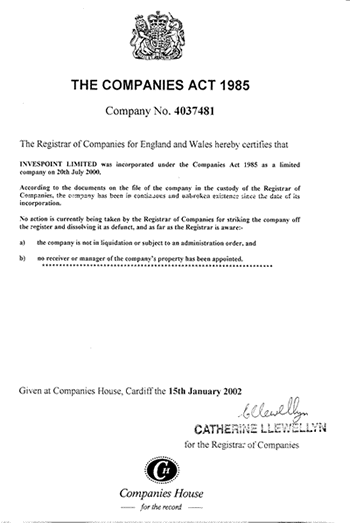 THE COMPANIES ACT 1985
Company No. 4037481
The Registrar of Companies for England and Wales hereby certifies that
INVESPOINT LIMITED was incorporated under the Companies Act 1985 as a limited
company on 20th July 2000.
According to the documents on the file of the company in the custody of the Registrar of
Companies, the company has been in continuous and unbroken existence since the date of its
incorporation.
No action is currently being taken by the Registrar of Companies for striking the company off
the register and dissolving it as defunct, and as far as the Registrar is aware:-
a) the company is not in liquidation or subject to an administration order, and
b) no receiver or manager of the company's property has been appointed.
Given at Companies House, Cardiff the 15th January 2002
CLlewellyn
CATHERINE LLEWELLYN
for the Registrar of Companies
CH
Companies House
for the record